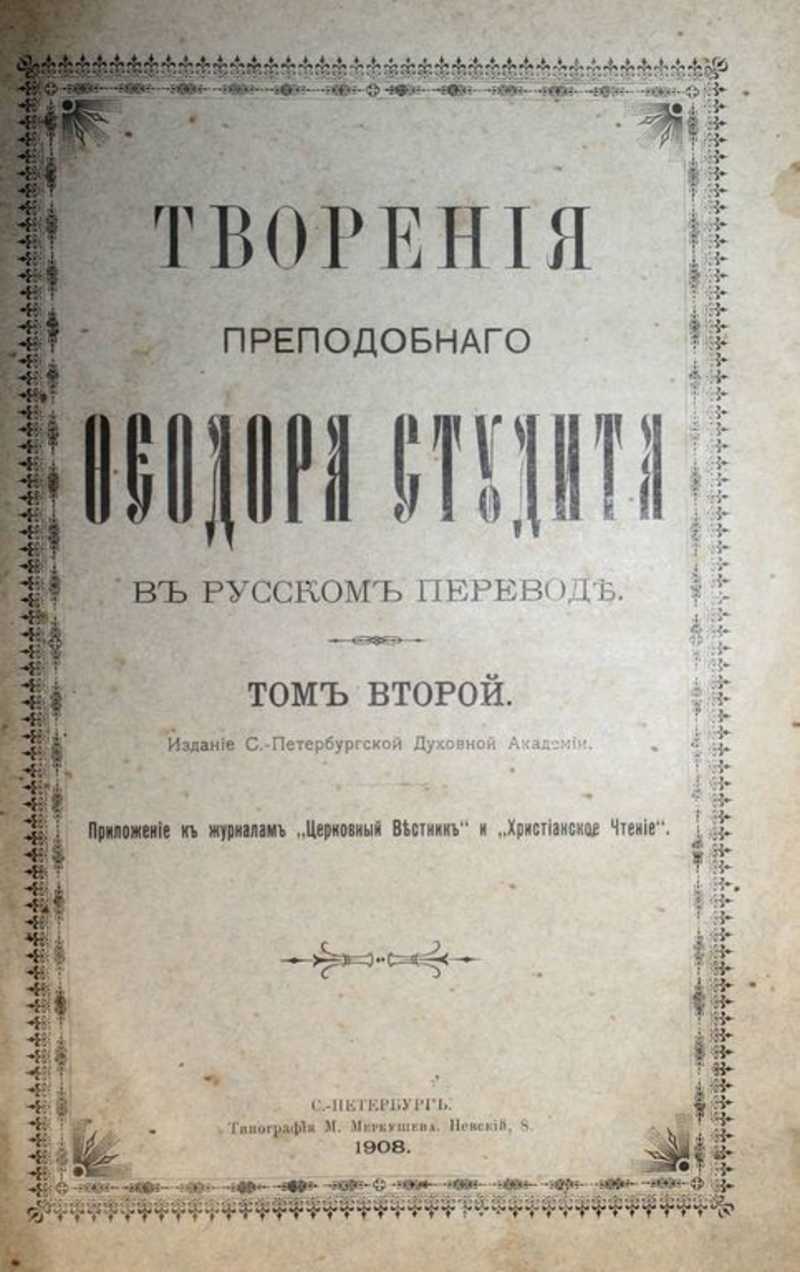 ТВОРЕНІЯ
ПРЕПОДОБНАГО
ѲЕОДОРА СТУДИТА
ВЪ РУССКОМЪ ПЕРЕВОДѢ.
ТОМЪ ВТОРОЙ.
Изданіе С.-Петербургской Духовной Академіи.
Приложеніе къ журналамъ „Церковный Вѣстникъ“ и „Христіанское Чтеніе“.
С.-ПЕТЕРБУРГЪ.
Типографія М. Меркушева. Невскій, 8.
1908.